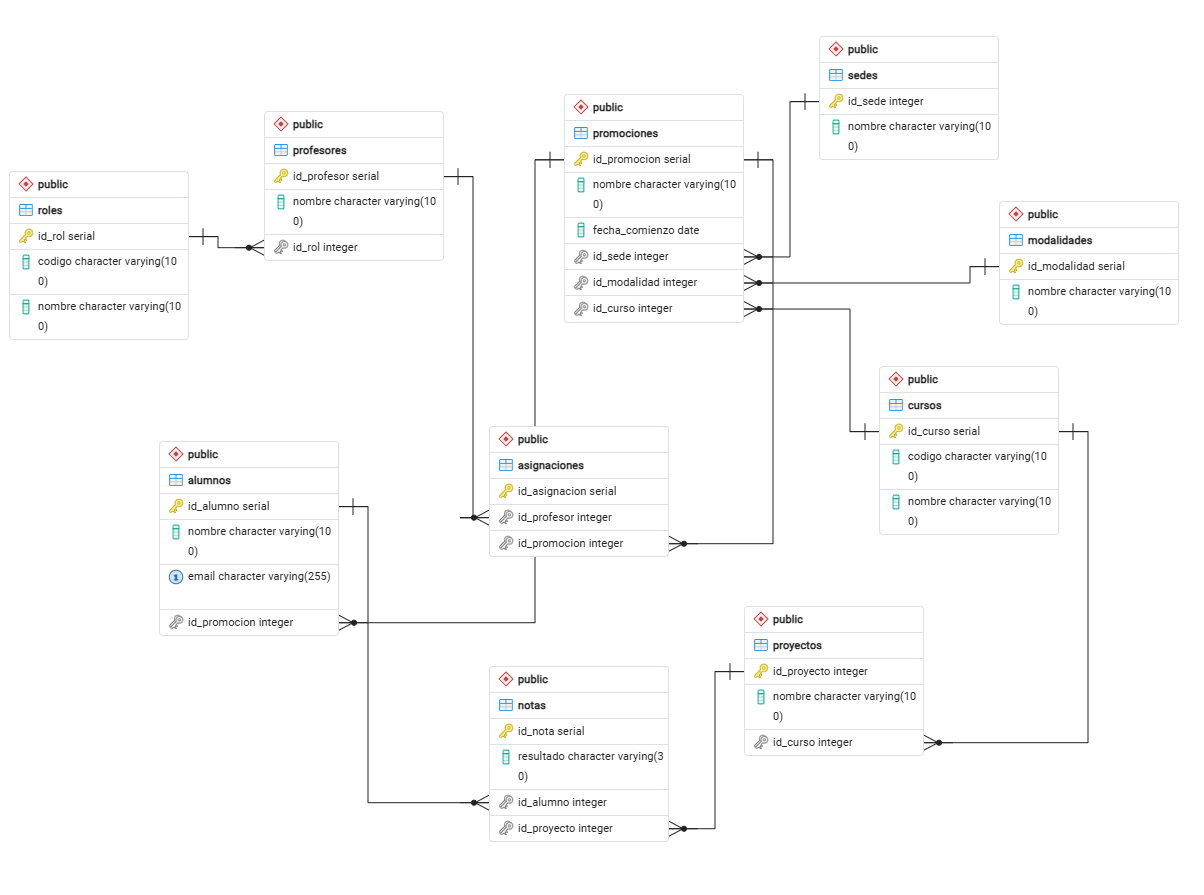 public
sedes
id_sede integer
nombre character varying(10
0)
public
promociones
id_promocion serial
nombre character varying(10
0)
fecha_comienzo date
id_sede integer
id_modalidad integer
id_curso integer
public
profesores
id_profesor serial
nombre character varying(10
0)
id_rol integer
public
roles
id_rol serial
codigo character varying(10
0)
nombre character varying(10
0)
public
modalidades
id_modalidad serial
nombre character varying(10
0)
public
cursos
id_curso serial
codigo character varying(10
0)
nombre character varying(10
0)
public
asignaciones
id_asignacion serial
id_profesor integer
id_promocion integer
public
alumnos
id_alumno serial
nombre character varying(10
0)
1
email character varying(255)
id_promocion integer
public
proyectos
id_proyecto integer
nombre character varying(10
0)
id_curso integer
public
notas
id_nota serial
resultado character varying(3
0)
id_alumno integer
id_proyecto integer